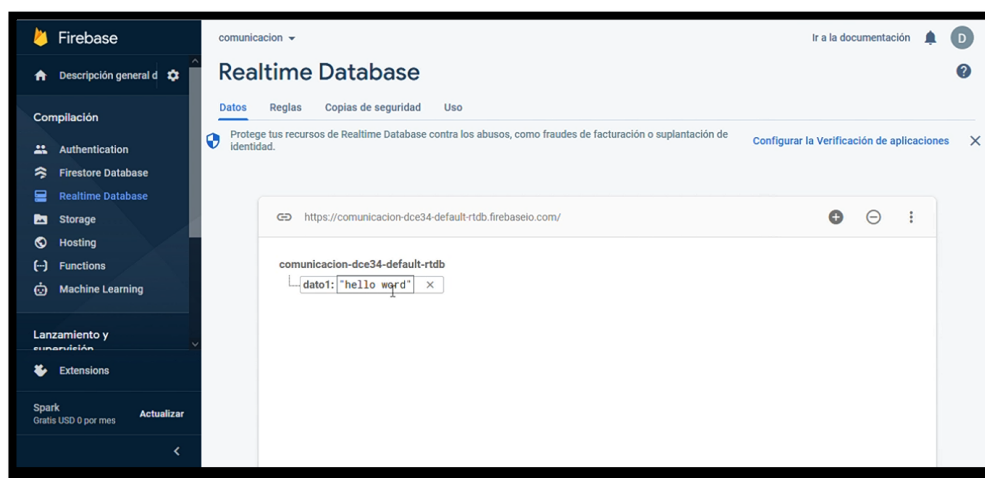 Firebase
Descripción general d
Compilación
Authentication
Firestore Database
Realtime Database
Storage
Hosting
Functions
Machine Learning
Lanzamiento y
supervisión
Extensions
Spark
Gratis USD 0 por mes
Actualizar
comunicacion
Ir a la documentación
D
Realtime Database
Datos Reglas Copias de seguridad Uso
Protege tus recursos de Realtime Database contra los abusos, como fraudes de facturación o suplantación de
identidad.
Configurar la Verificación de aplicaciones
https://comunicacion-dce34-default-rtdb.firebaseio.com/
comunicacion-dce34-default-rtdb
dato1: "hello word"